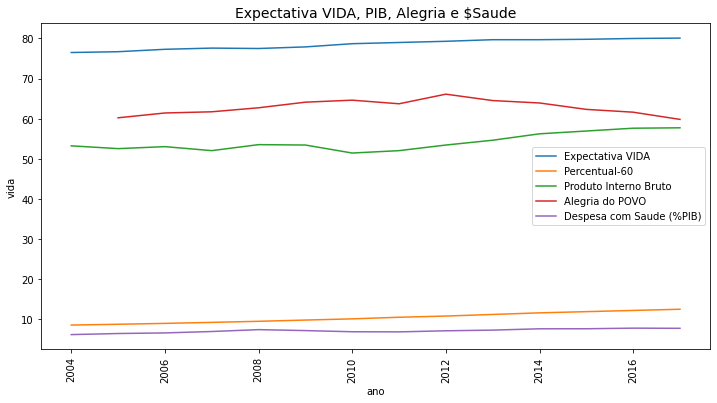 Expectativa VIDA, PIB, Alegria e $Saude
vida
80
70
60
50
40
30
20
10
Expectativa VIDA
Percentual-60
Produto Interno Bruto
Alegria do POVO
Despesa com Saude (%PIB)
2004
2006
2008
2010
2012
2014
2016
ano